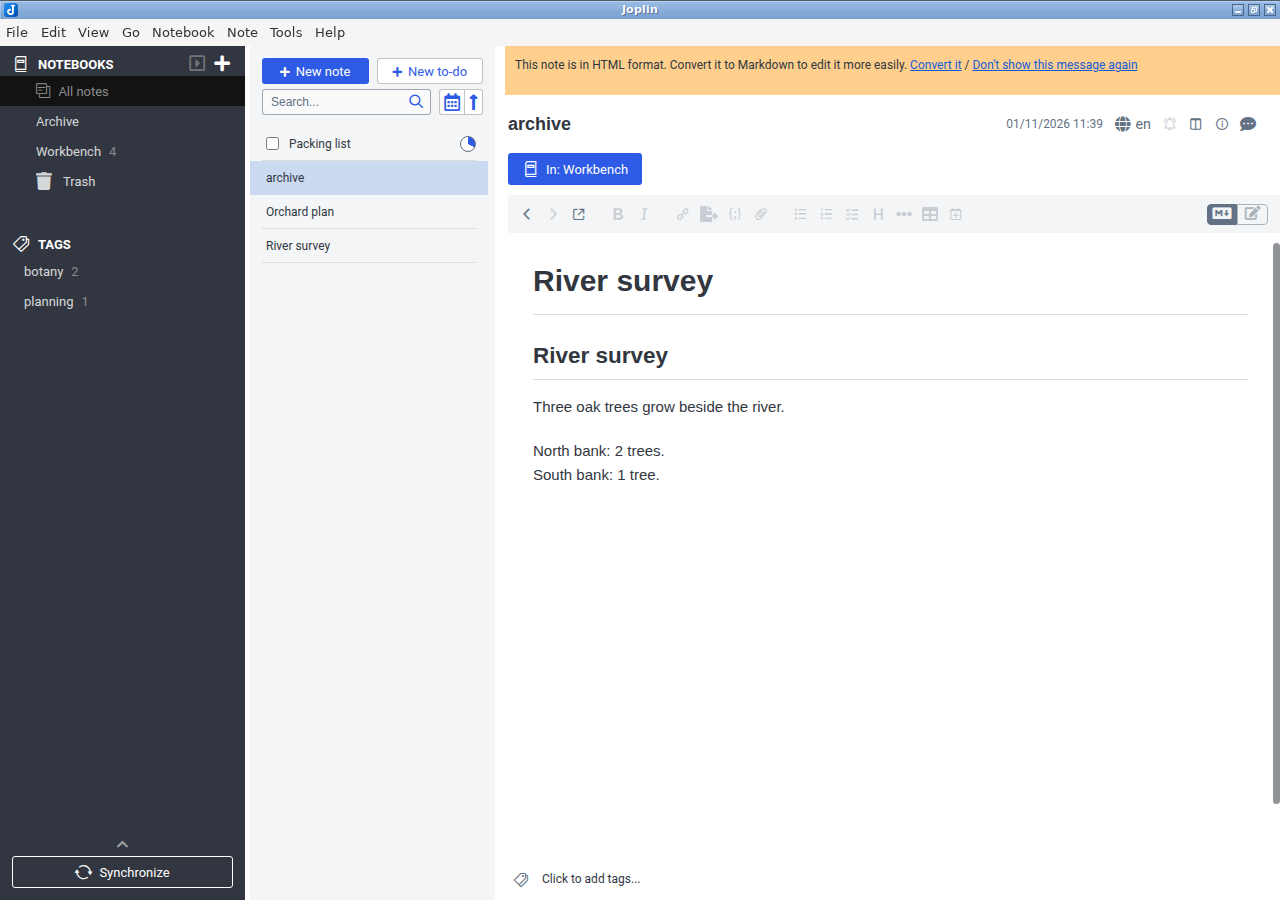 Joplin
File Edit View Go Notebook Note Tools Help
NOTEBOOKS
All notes
Archive
Workbench 4
Trash
TAGS
botany 2
planning 1
Synchronize
New note
New to-do
Search...
Packing list
archive
Orchard plan
River survey
This note is in HTML format. Convert it to Markdown to edit it more easily. Convert it / Don't show this message again
archive
01/11/2026 11:39
en
In: Workbench
River survey
River survey
Three oak trees grow beside the river.
North bank: 2 trees.
South bank: 1 tree.
Click to add tags...